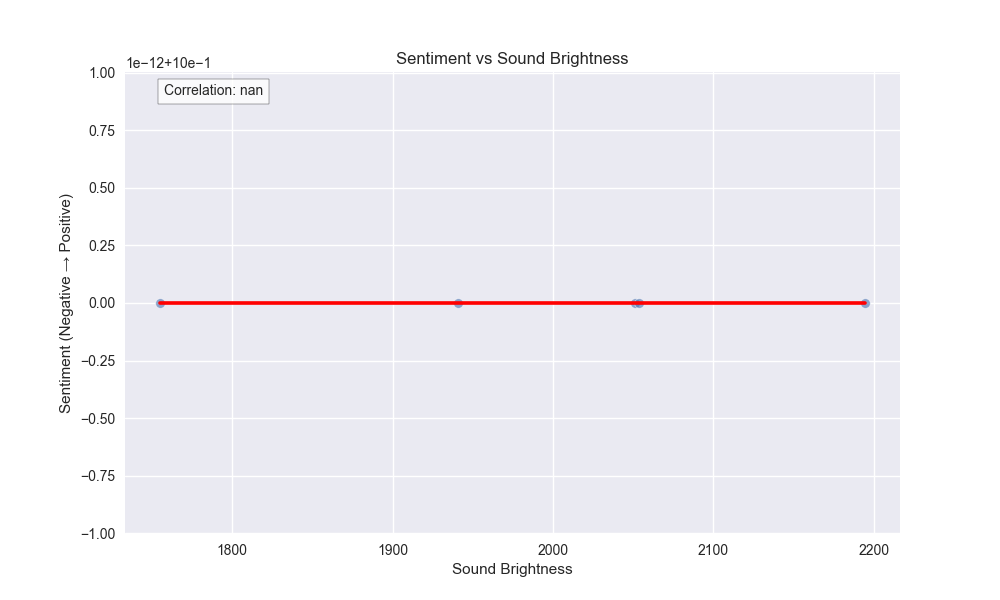 Sentiment vs Sound Brightness
1e−12+10e−1
Correlation: nan
1.00
0.75
0.50
0.25
0.00
−0.25
−0.50
−0.75
−1.00
Sentiment (Negative → Positive)
1800 1900 2000 2100 2200
Sound Brightness